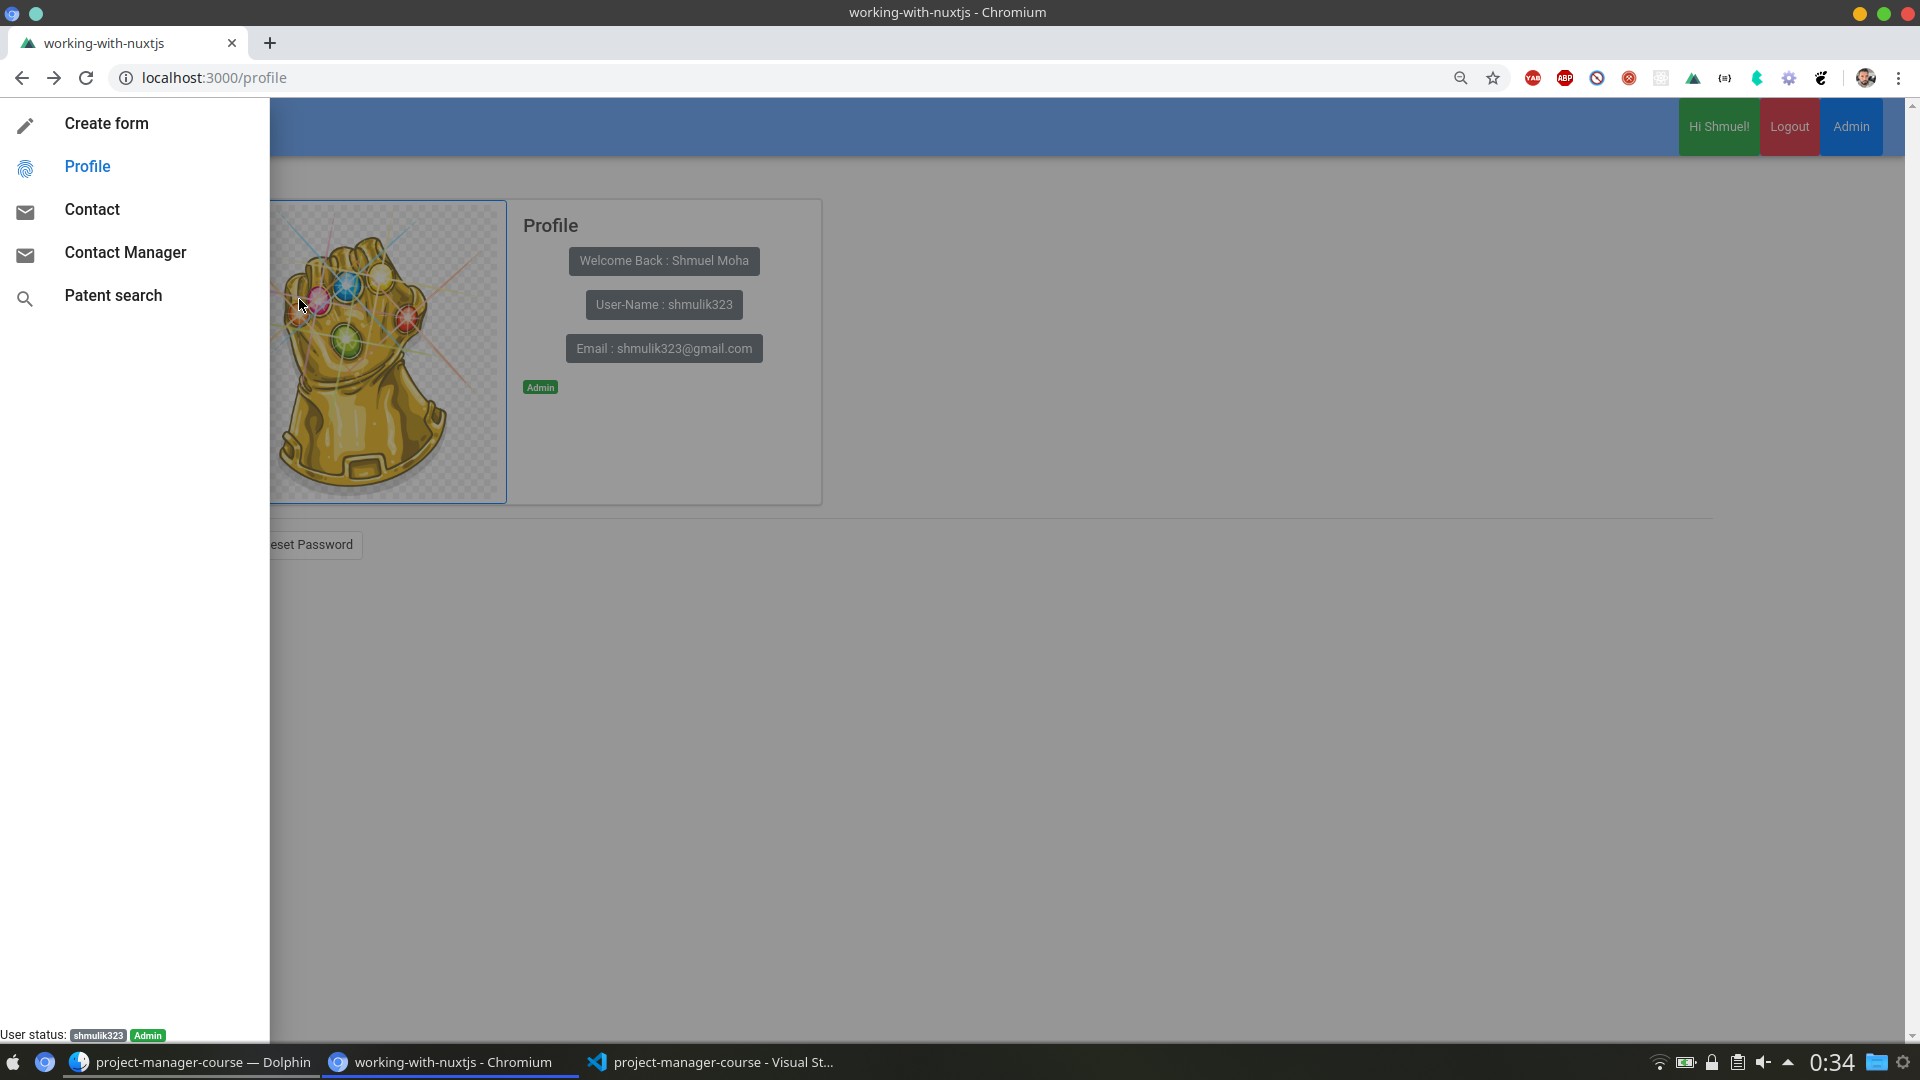 working-with-nuxtjs - Chromium
working-with-nuxtjs
localhost:3000/profile
YAB
ABP
Create form
Profile
Contact
Contact Manager
Patent search
Hi Shmuel!
Logout
Admin
Profile
Welcome Back : Shmuel Moha
User-Name : shmulik323
Email : shmulik323@gmail.com
Admin
eset Password
User status: shmulik323 Admin
project-manager-course — Dolphin
working-with-nuxtjs - Chromium
project-manager-course - Visual St...
0:34